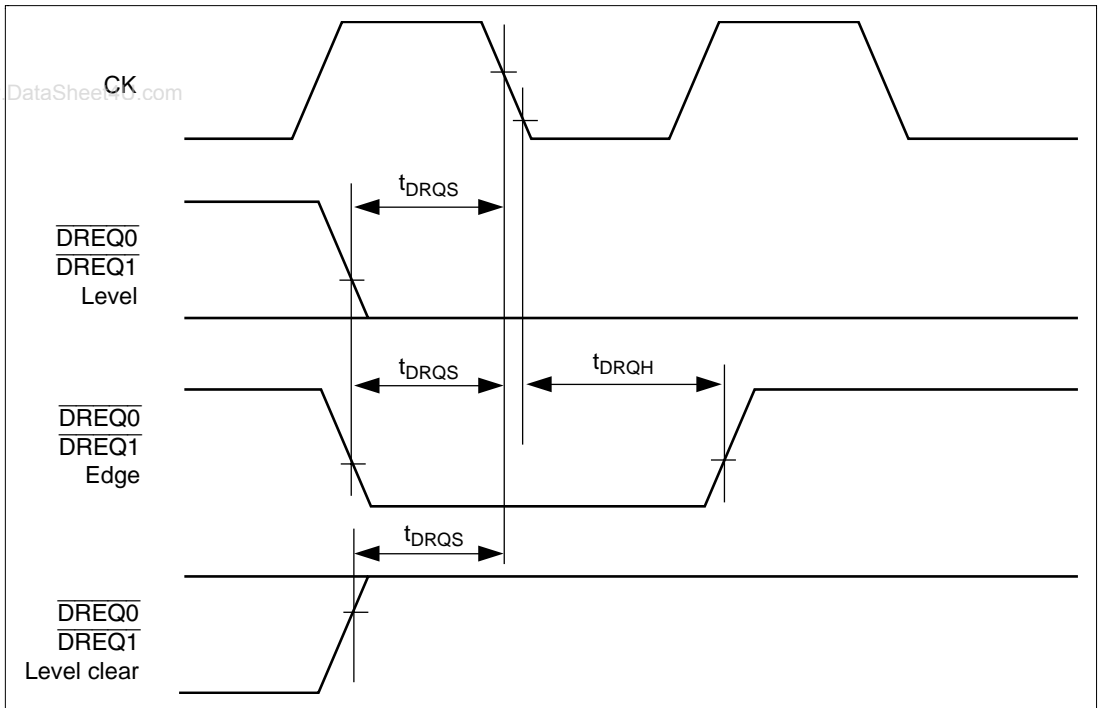 CK
.DataSheet4U.com
tDRQS
DREQ0
DREQ1
Level
tDRQS
tDRQH
DREQ0
DREQ1
Edge
tDRQS
DREQ0
DREQ1
Level clear